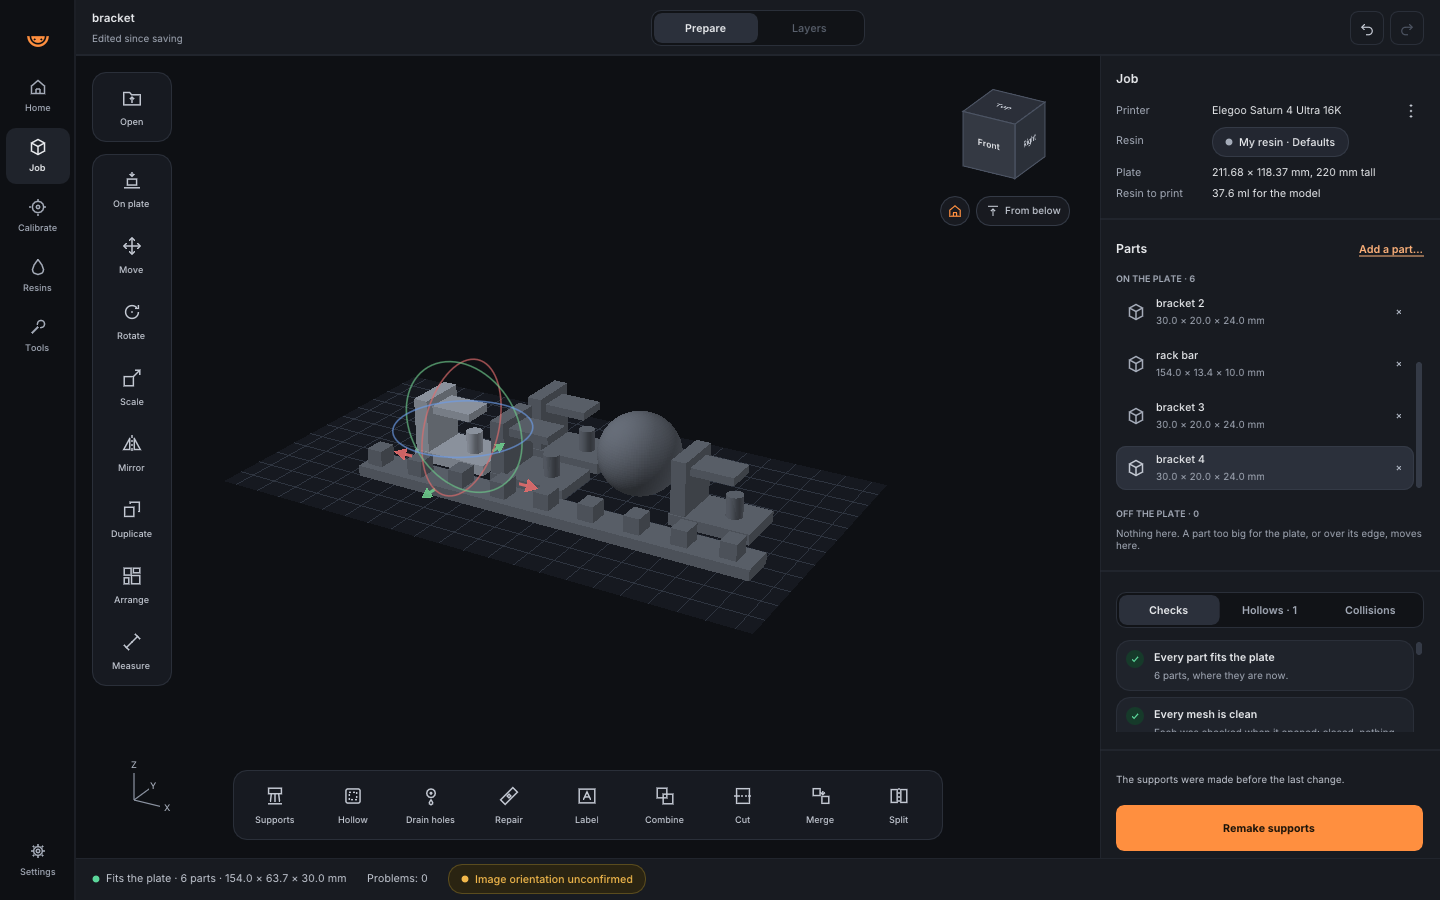 bracket
Edited since saving
Prepare
Layers
Home
Job
Calibrate
Resins
Tools
Settings
Open
On plate
Move
Rotate
Scale
Mirror
Duplicate
Arrange
Measure
Top
Front
Right
From below
Z
Y
X
Supports
Hollow
Drain holes
Repair
Label
Combine
Cut
Merge
Split
Job
Printer Elegoo Saturn 4 Ultra 16K
Resin My resin · Defaults
Plate 211.68 × 118.37 mm, 220 mm tall
Resin to print 37.6 ml for the model
Parts Add a part...
ON THE PLATE · 6
bracket 2
30.0 × 20.0 × 24.0 mm
rack bar
154.0 × 13.4 × 10.0 mm
bracket 3
30.0 × 20.0 × 24.0 mm
bracket 4
30.0 × 20.0 × 24.0 mm
OFF THE PLATE · 0
Nothing here. A part too big for the plate, or over its edge, moves
here.
Checks Hollows · 1 Collisions
Every part fits the plate
6 parts, where they are now.
Every mesh is clean
Each was checked when it opened: closed, nothing
The supports were made before the last change.
Remake supports
Fits the plate · 6 parts · 154.0 × 63.7 × 30.0 mm Problems: 0 Image orientation unconfirmed